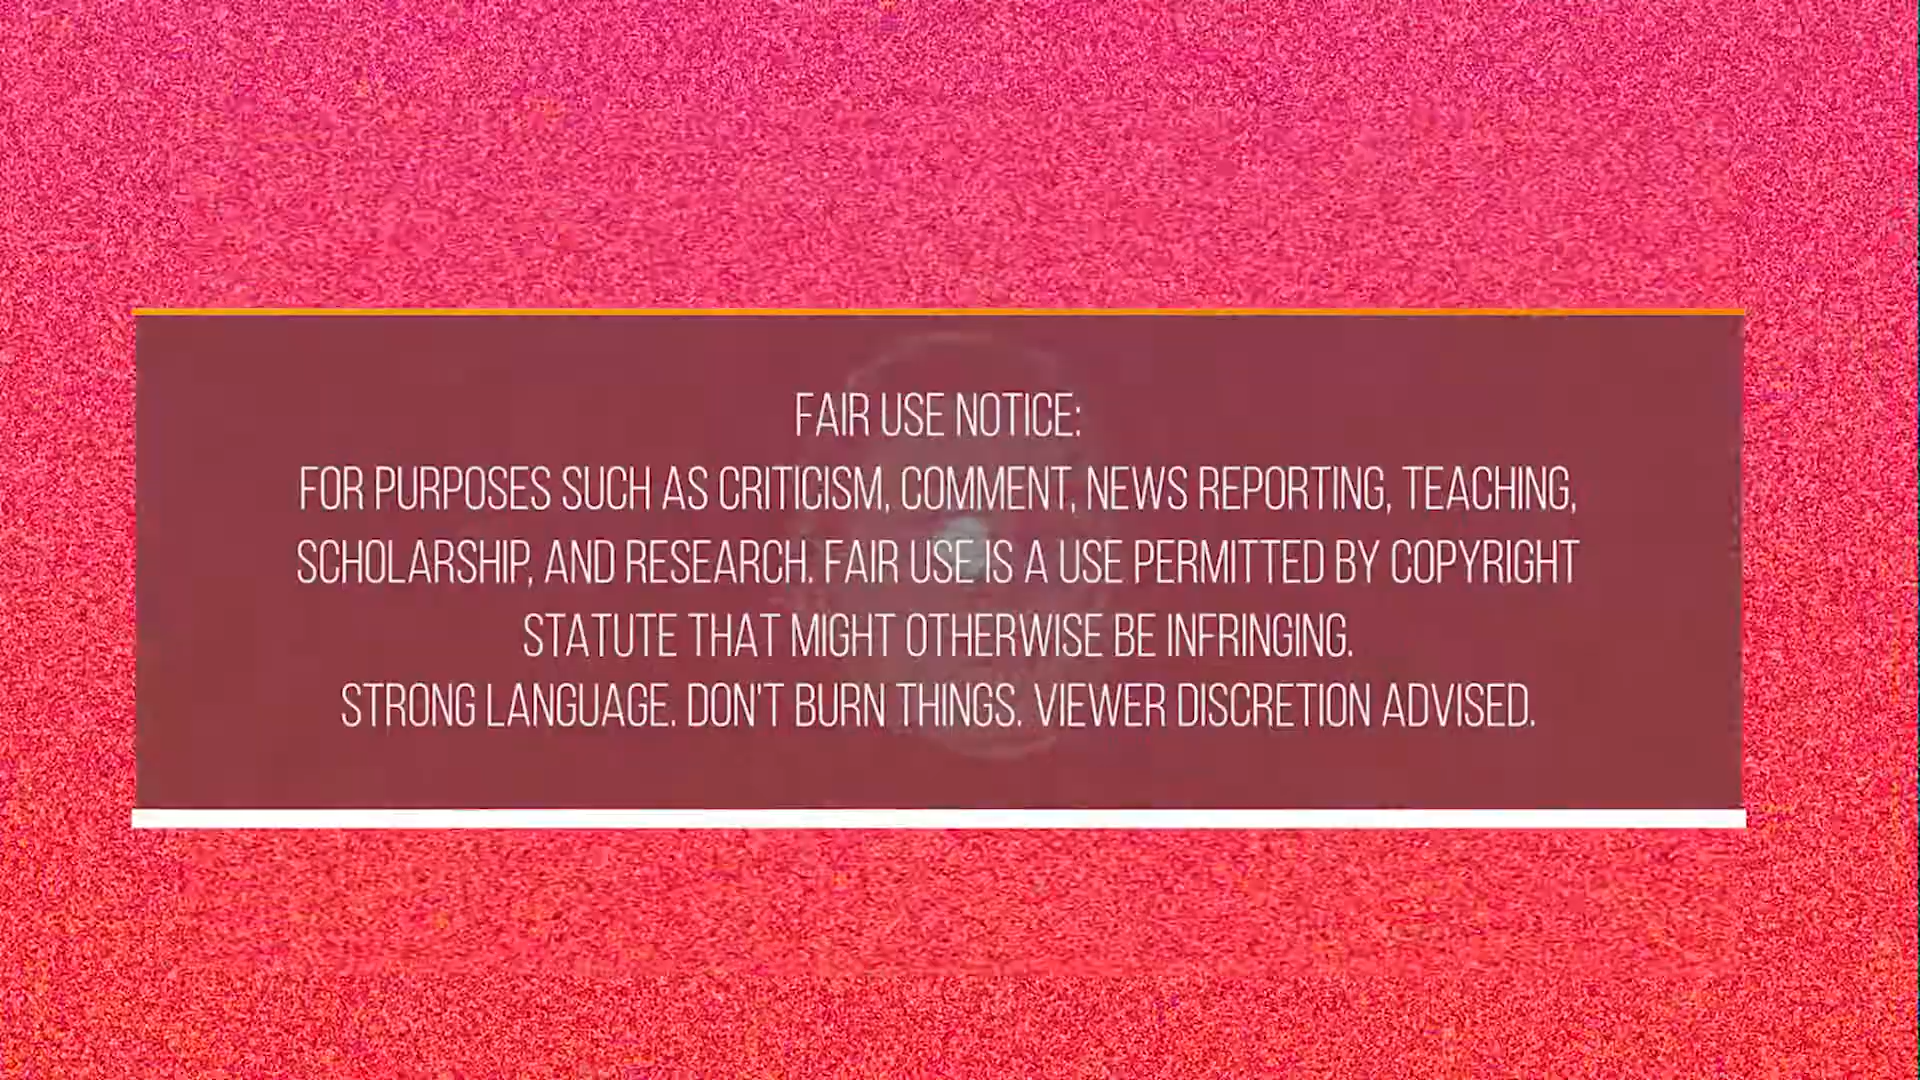 FAIR USE NOTICE:
FOR PURPOSES SUCH AS CRITICISM, COMMENT, NEWS REPORTING, TEACHING,
SCHOLARSHIP, AND RESEARCH. FAIR USE IS A USE PERMITTED BY COPYRIGHT
STATUTE THAT MIGHT OTHERWISE BE INFRINGING.
STRONG LANGUAGE. DON'T BURN THINGS. VIEWER DISCRETION ADVISED.